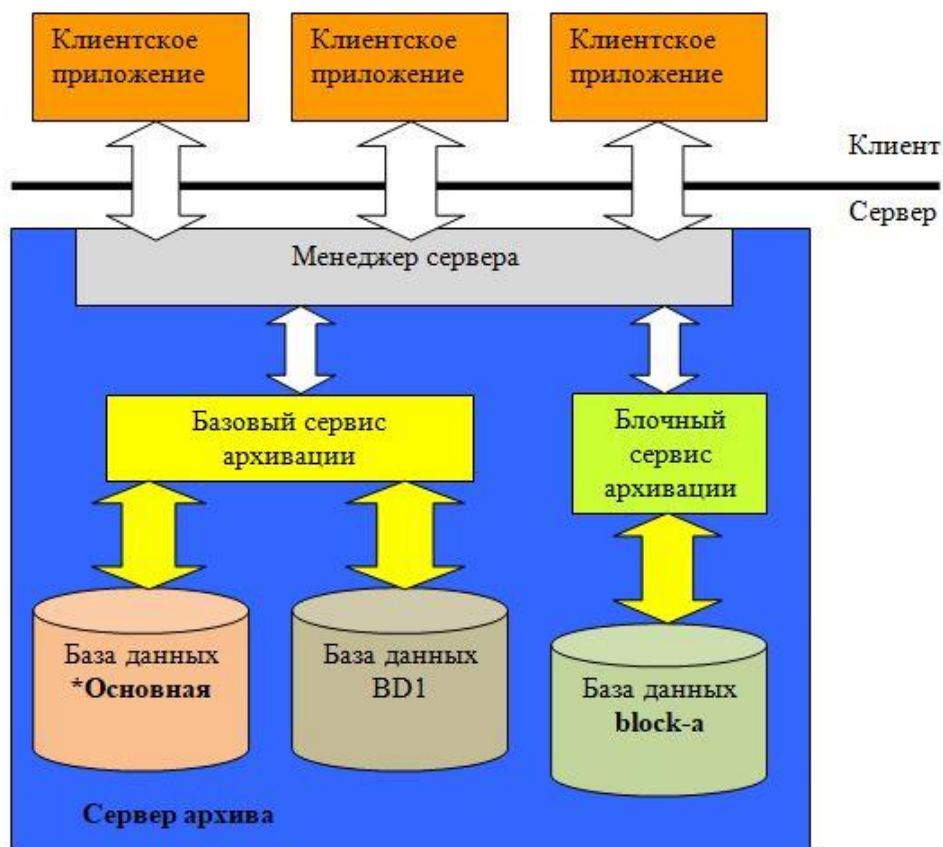 Клиентское
приложение
Клиентское
приложение
Клиентское
приложение
Клиент
Сервер
Менеджер сервера
Базовый сервис
архивации
Блочный
сервис
архивации
База данных
*Основная
База данных
BD1
База данных
block-a
Сервер архива